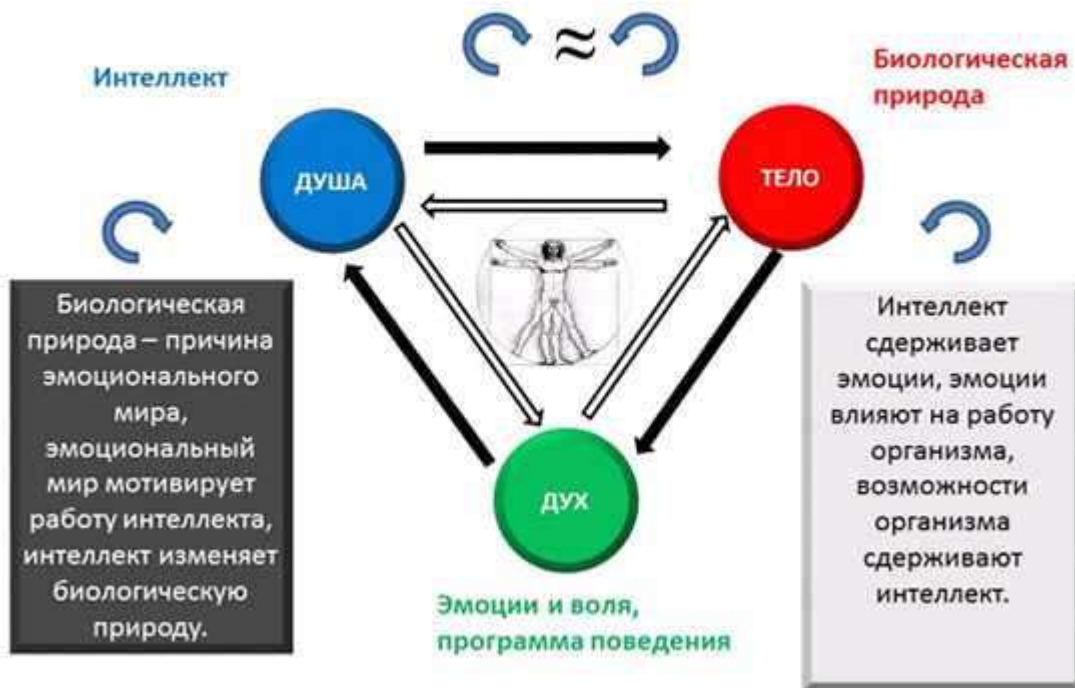 ≈
Интеллект
Биологическая
природа
ДУША
ТЕЛО
Биологическая
природа – причина
эмоционального
мира,
эмоциональный
мир мотивирует
работу интеллекта,
интеллект изменяет
биологическую
природу.
Интеллект
сдерживает
эмоции, эмоции
влияют на работу
организма,
возможности
организма
сдерживают
интеллект.
ДУХ
Эмоции и воля,
программа поведения